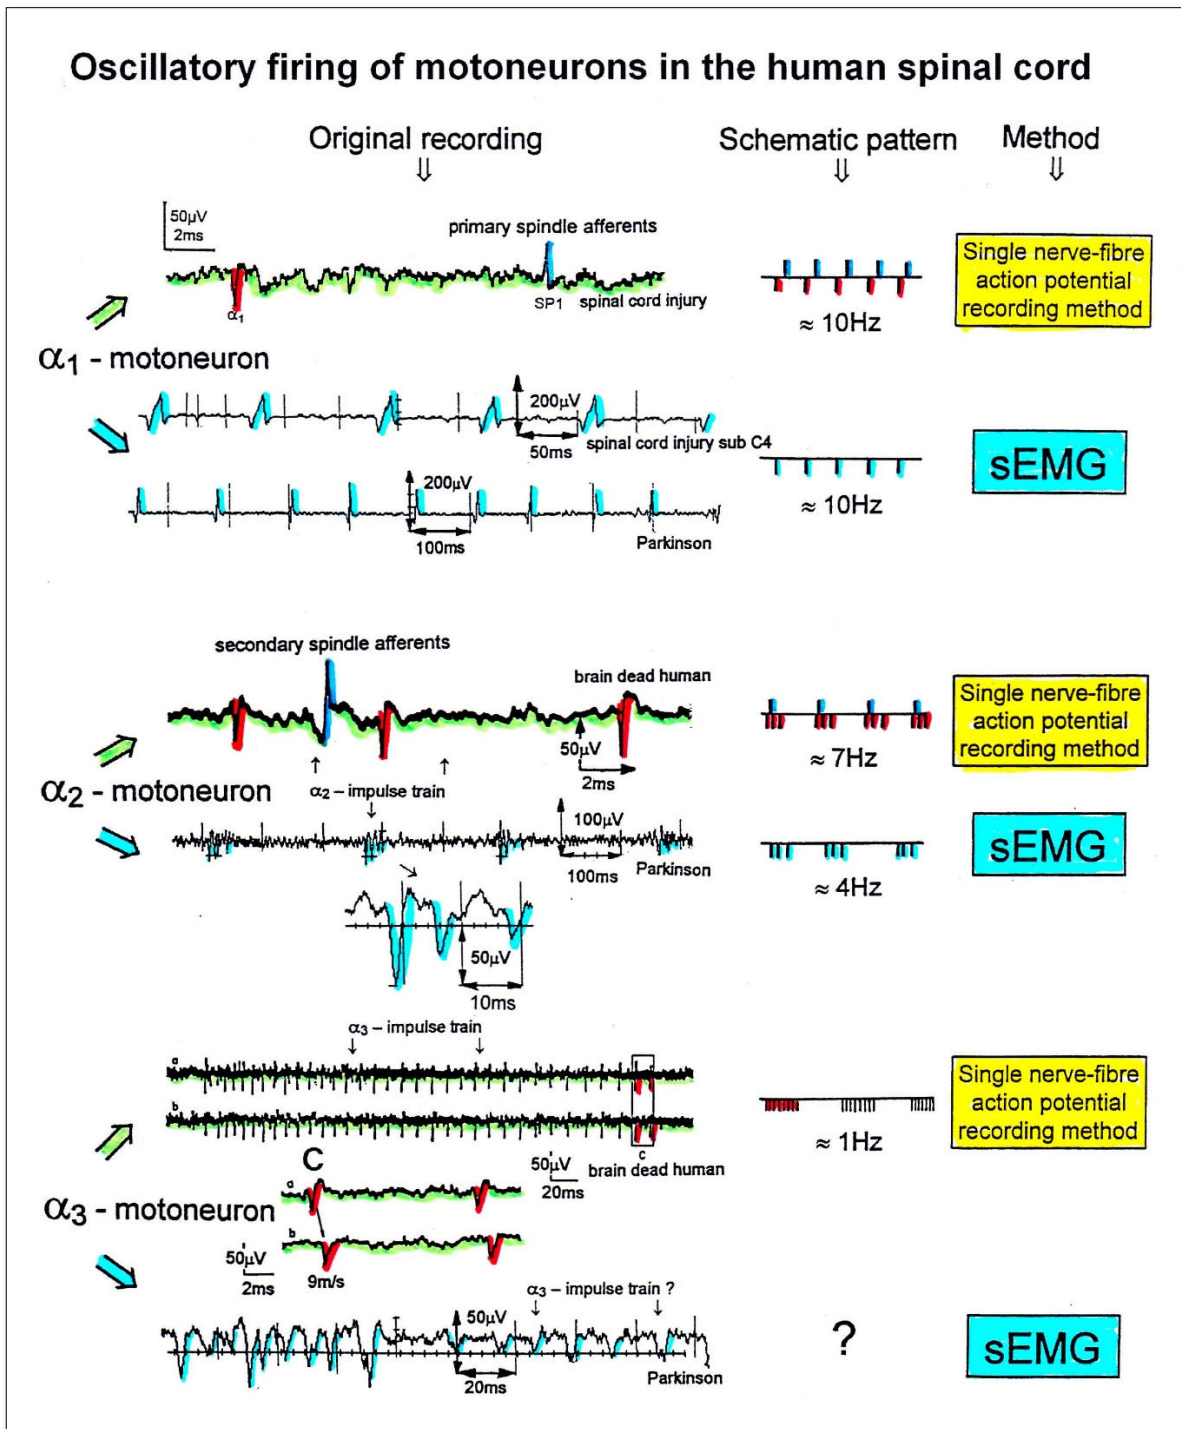 Oscillatory firing of motoneurons in the human spinal cord
Original recording
Schematic pattern
Method
⇓
⇓
⇓
50μV
2ms
primary spindle afferents
α₁
SP1
spinal cord injury
≈ 10Hz
Single nerve-fibre
action potential
recording method
α₁ - motoneuron
200μV
50ms
spinal cord injury sub C4
200μV
100ms
Parkinson
≈ 10Hz
sEMG
secondary spindle afferents
brain dead human
50μV
2ms
≈ 7Hz
Single nerve-fibre
action potential
recording method
α₂ - motoneuron
↑ ↑
α₂ – impulse train
↓
100μV
100ms
Parkinson
≈ 4Hz
sEMG
50μV
10ms
α₃ – impulse train
↓ ↓
a
b
c
50μV
20ms
brain dead human
≈ 1Hz
Single nerve-fibre
action potential
recording method
α₃ - motoneuron
C
a
b
50μV
2ms
9m/s
α₃ – impulse train ?
↓ ↓
50μV
20ms
Parkinson
?
sEMG